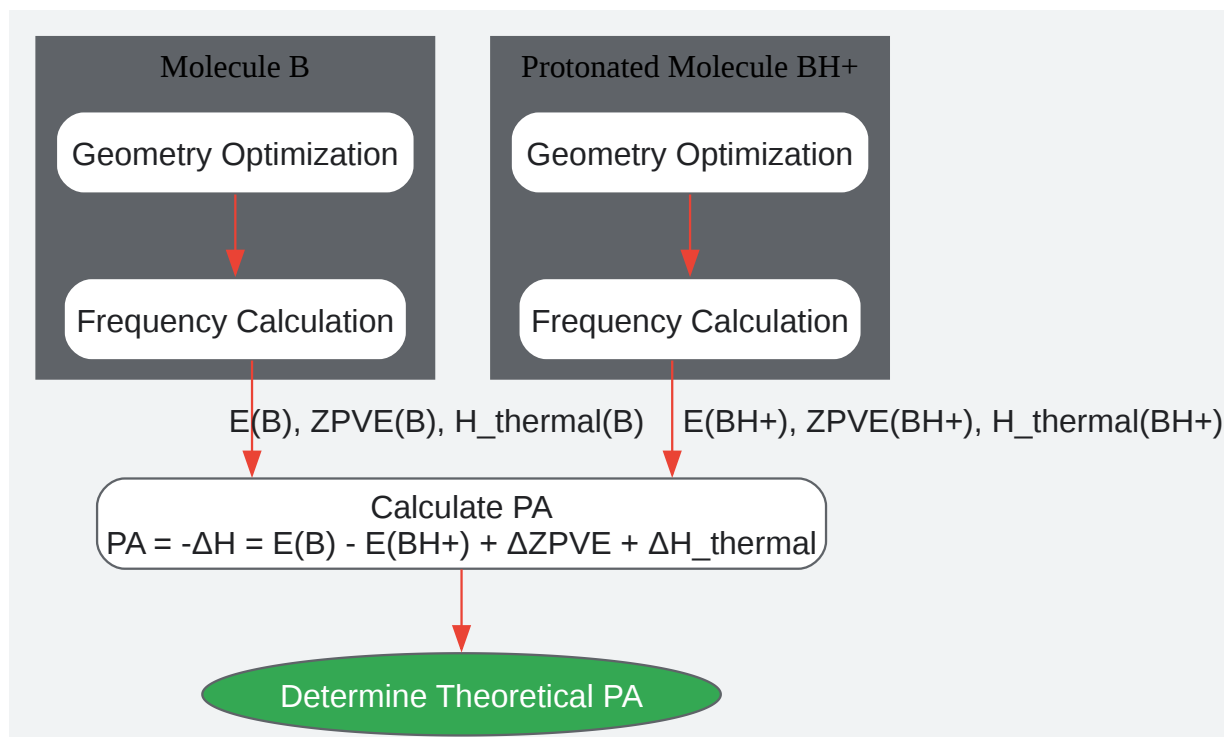 Molecule B
Geometry Optimization
Frequency Calculation
Protonated Molecule BH+
Geometry Optimization
Frequency Calculation
E(B), ZPVE(B), H_thermal(B)
E(BH+), ZPVE(BH+), H_thermal(BH+)
Calculate PA
PA = -ΔH = E(B) - E(BH+) + ΔZPVE + ΔH_thermal
Determine Theoretical PA